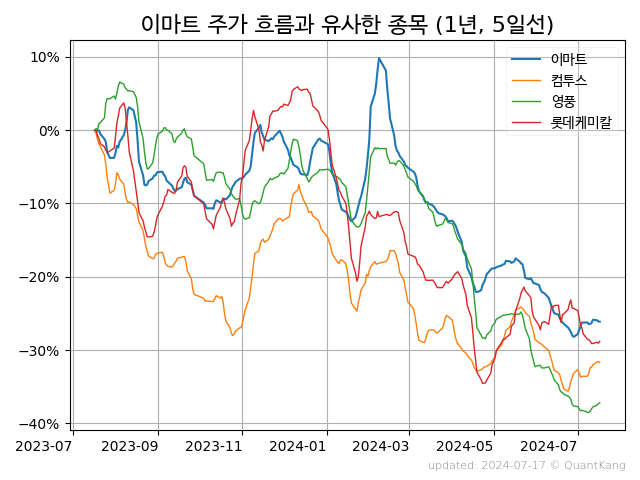 이마트 주가 흐름과 유사한 종목 (1년, 5일선)
이마트
컴투스
영풍
롯데케미칼
10%
0%
−10%
−20%
−30%
−40%
2023-07 2023-09 2023-11 2024-01 2024-03 2024-05 2024-07
updated: 2024-07-17 © QuantKang